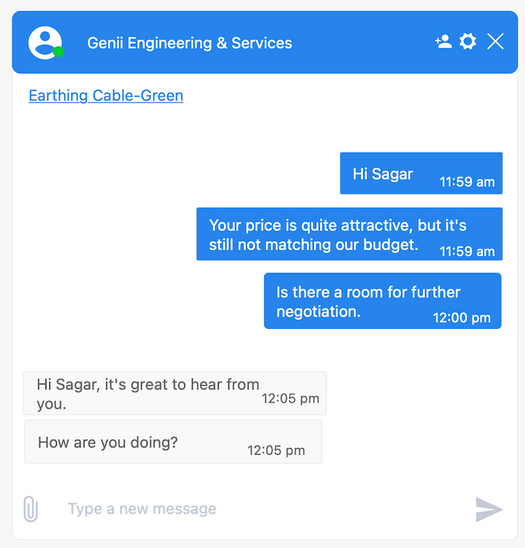 Genii Engineering & Services
Earthing Cable-Green
Hi Sagar
11:59 am
Your price is quite attractive, but it's
still not matching our budget.
11:59 am
Is there a room for further
negotiation.
12:00 pm
Hi Sagar, it's great to hear from
you.
12:05 pm
How are you doing?
12:05 pm
Type a new message